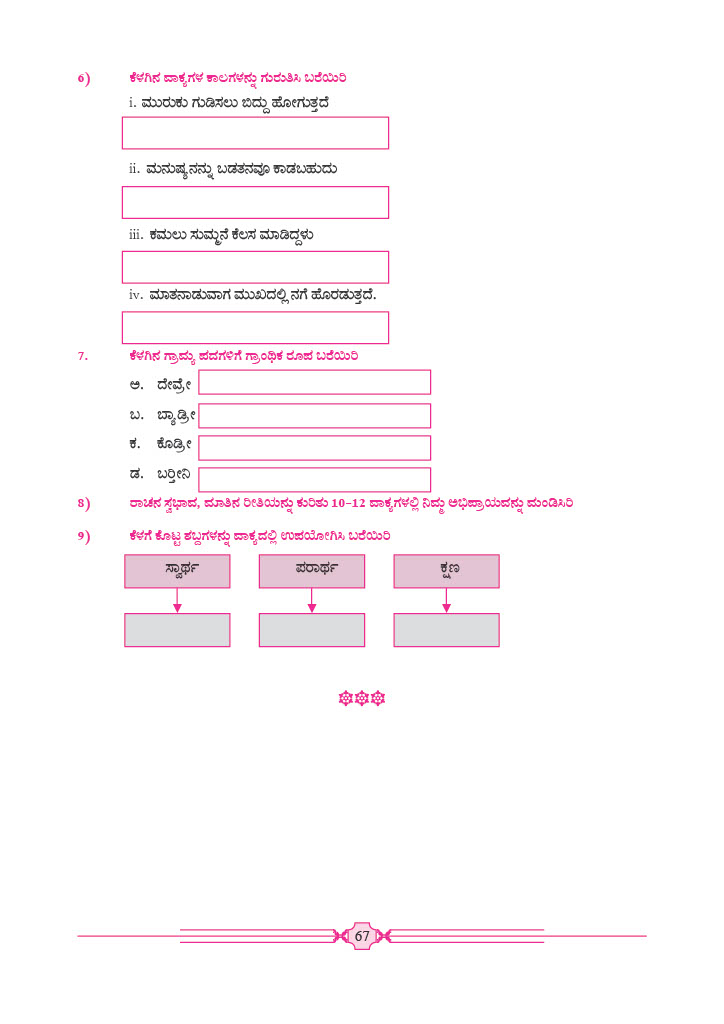 6) ಕೆಳಗಿನ ವಾಕ್ಯಗಳ ಕಾಲಗಳನ್ನು ಗುರುತಿಸಿ ಬರೆಯಿರಿ
i. ಮುರುಕು ಗುಡಿಸಲು ಬಿದ್ದು ಹೋಗುತ್ತದೆ
ii. ಮನುಷ್ಯನನ್ನು ಬಡತನವೂ ಕಾಡಬಹುದು
iii. ಕಮಲು ಸುಮ್ಮನೆ ಕೆಲಸ ಮಾಡಿದ್ದಳು
iv. ಮಾತನಾಡುವಾಗ ಮುಖದಲ್ಲಿ ನಗೆ ಹೊರಡುತ್ತದೆ.
7. ಕೆಳಗಿನ ಗ್ರಾಮ್ಯ ಪದಗಳಿಗೆ ಗ್ರಾಂಥಿಕ ರೂಪ ಬರೆಯಿರಿ
ಅ. ದೇವ್ರೇ
ಬ. ಬ್ಯಾಡ್ರೀ
ಕ. ಕೊಡ್ರೀ
ಡ. ಬರ‍್ತೀನಿ
8) ರಾಚನ ಸ್ವಭಾವ, ಮಾತಿನ ರೀತಿಯನ್ನು ಕುರಿತು 10–12 ವಾಕ್ಯಗಳಲ್ಲಿ ನಿಮ್ಮ ಅಭಿಪ್ರಾಯವನ್ನು ಮಂಡಿಸಿರಿ
9) ಕೆಳಗೆ ಕೊಟ್ಟ ಶಬ್ದಗಳನ್ನು ವಾಕ್ಯದಲ್ಲಿ ಉಪಯೋಗಿಸಿ ಬರೆಯಿರಿ
ಸ್ವಾರ್ಥ ಪರಾರ್ಥ ಕ್ಷಣ
67